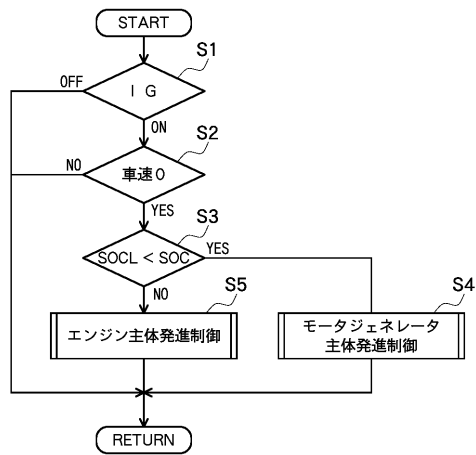 START
S1
OFF
I G
ON
S2
NO
車速0
YES
S3
SOCL < SOC
YES
NO
S5
S4
エンジン主体発進制御
モータジェネレータ
主体発進制御
RETURN